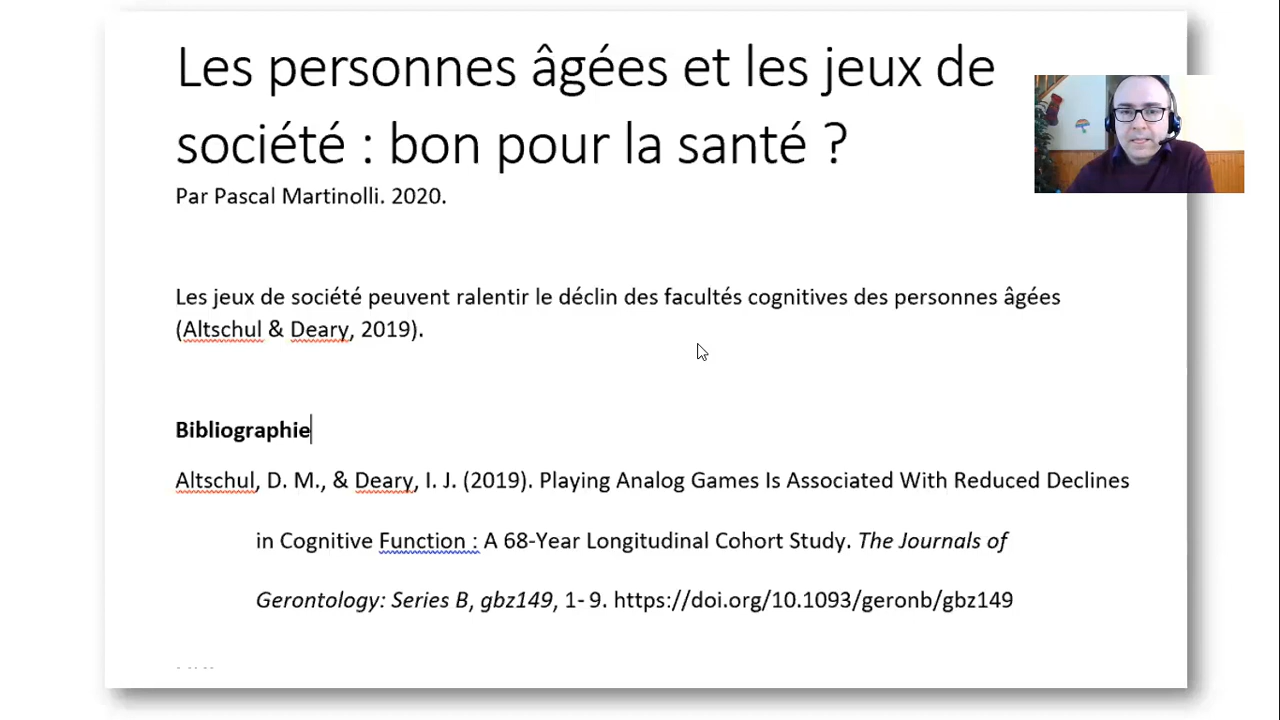 Les personnes âgées et les jeux de
société : bon pour la santé ?
Par Pascal Martinolli. 2020.
Les jeux de société peuvent ralentir le déclin des facultés cognitives des personnes âgées
(Altschul & Deary, 2019).
Bibliographie
Altschul, D. M., & Deary, I. J. (2019). Playing Analog Games Is Associated With Reduced Declines
in Cognitive Function : A 68-Year Longitudinal Cohort Study. The Journals of
Gerontology: Series B, gbz149, 1- 9. https://doi.org/10.1093/geronb/gbz149